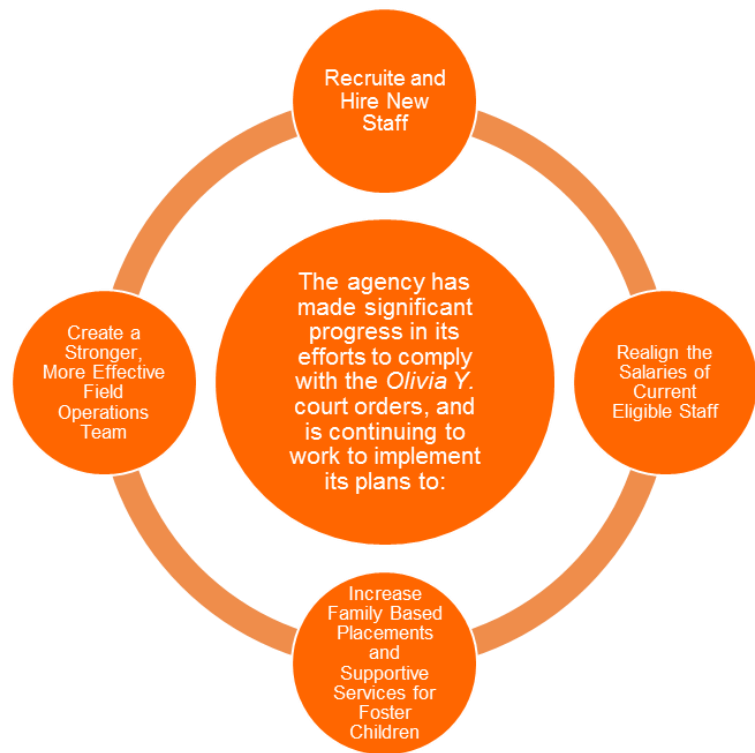 Recruite and
Hire New
Staff
The agency has
made significant
progress in its
efforts to comply
with the Olivia Y.
court orders, and
is continuing to
work to implement
its plans to:
Realign the
Salaries of
Current
Eligible Staff
Increase
Family Based
Placements
and
Supportive
Services for
Foster
Children
Create a
Stronger,
More Effective
Field
Operations
Team